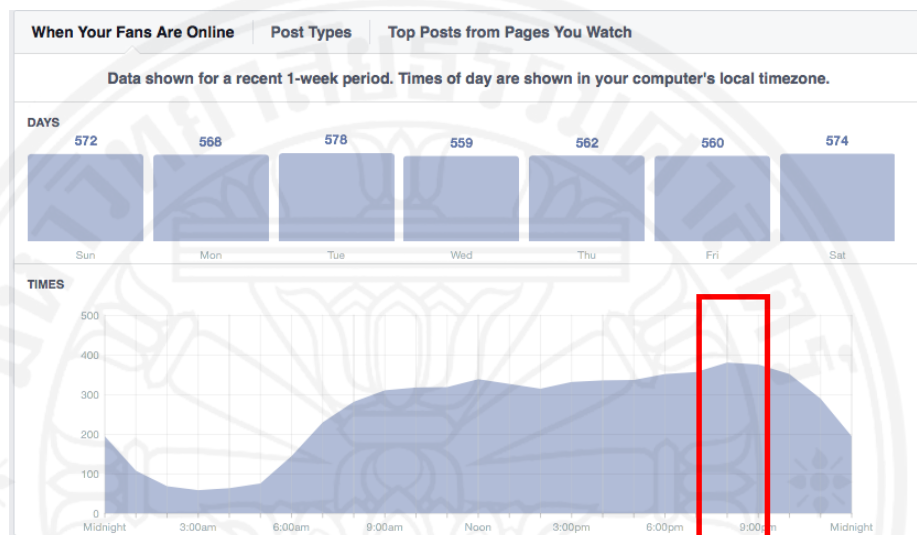 When Your Fans Are Online Post Types Top Posts from Pages You Watch
Data shown for a recent 1-week period. Times of day are shown in your computer's local timezone.
DAYS
572 568 578 559 562 560 574
Sun Mon Tue Wed Thu Fri Sat
TIMES
500
400
300
200
100
0
Midnight 3:00am 6:00am 9:00am Noon 3:00pm 6:00pm 9:00pm Midnight